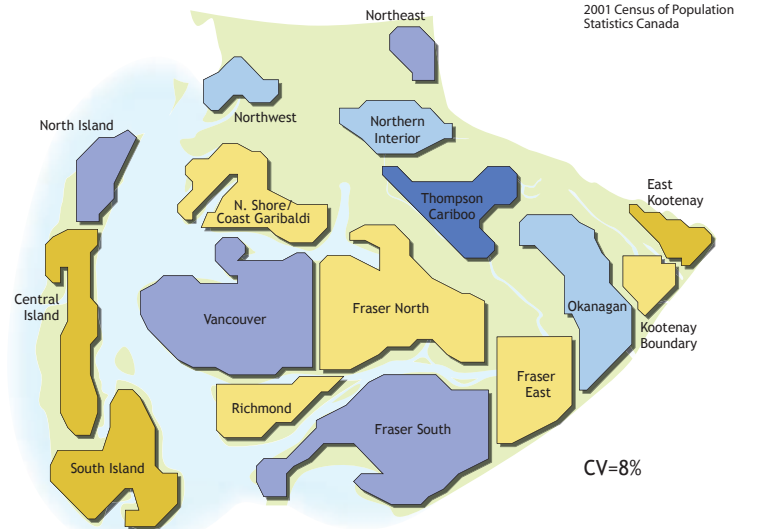 2001 Census of Population
Statistics Canada
Northeast
Northwest
North Island
Northern
Interior
Thompson
Cariboo
East
Kootenay
N. Shore/
Coast Garibaldi
Central
Island
Vancouver
Fraser North
Okanagan
Kootenay
Boundary
Richmond
Fraser
East
Fraser South
South Island
CV=8%